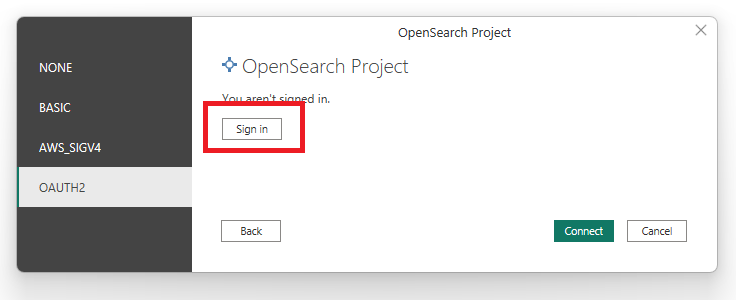 OpenSearch Project
NONE
BASIC
AWS_SIGV4
OAUTH2
OpenSearch Project
You aren't signed in.
Sign in
Back
Connect
Cancel